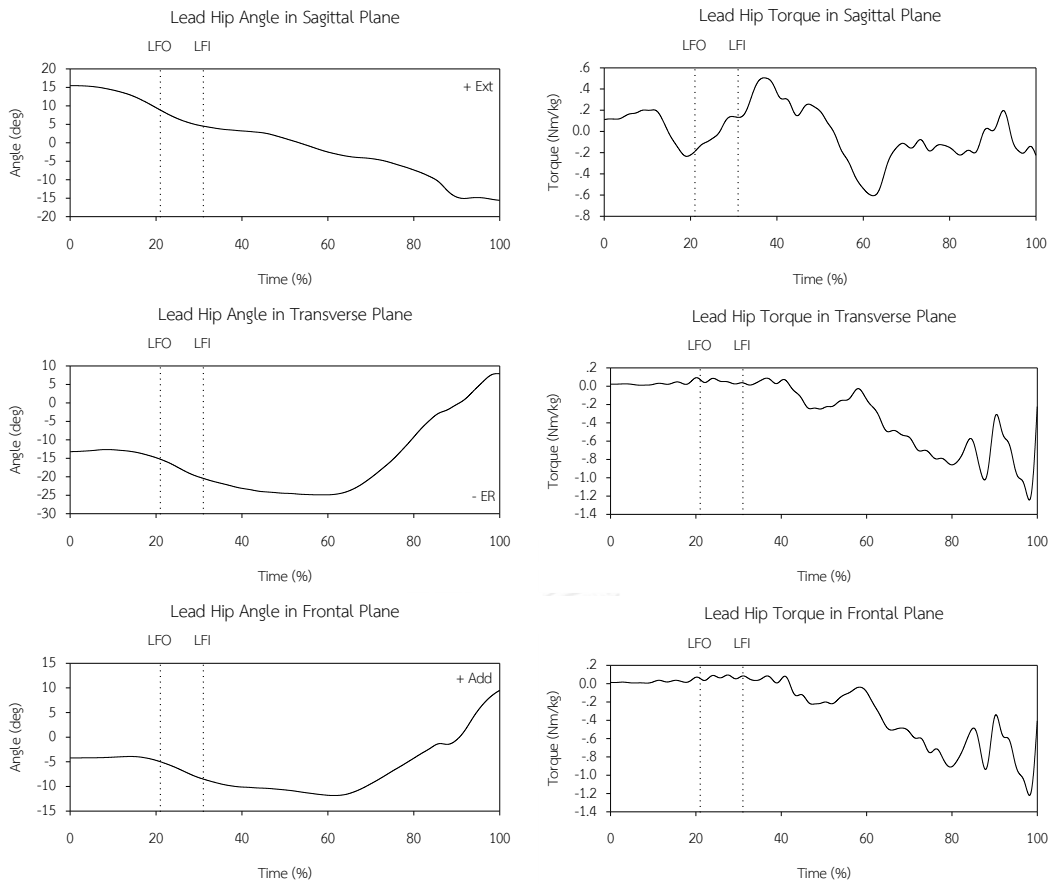 Lead Hip Angle in Sagittal Plane
LFO LFI
20
15
10
5
0
-5
-10
-15
-20
Angle (deg)
+ Ext
0 20 40 60 80 100
Time (%)
Lead Hip Torque in Sagittal Plane
LFO LFI
.6
.4
.2
0.0
-.2
-.4
-.6
-.8
Torque (Nm/kg)
0 20 40 60 80 100
Time (%)
Lead Hip Angle in Transverse Plane
LFO LFI
10
5
0
-5
-10
-15
-20
-25
-30
Angle (deg)
- ER
0 20 40 60 80 100
Time (%)
Lead Hip Torque in Transverse Plane
LFO LFI
.2
0.0
-.2
-.4
-.6
-.8
-1.0
-1.2
-1.4
Torque (Nm/kg)
0 20 40 60 80 100
Time (%)
Lead Hip Angle in Frontal Plane
LFO LFI
15
10
5
0
-5
-10
-15
Angle (deg)
+ Add
0 20 40 60 80 100
Time (%)
Lead Hip Torque in Frontal Plane
LFO LFI
.2
0.0
-.2
-.4
-.6
-.8
-1.0
-1.2
-1.4
Torque (Nm/kg)
0 20 40 60 80 100
Time (%)